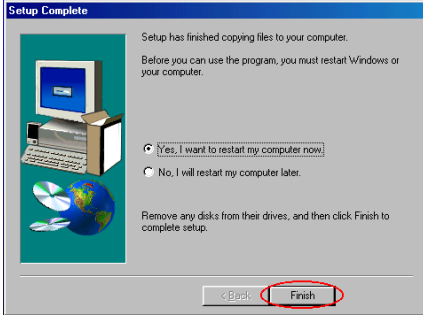 Setup Complete
Setup has finished copying files to your computer.
Before you can use the program, you must restart Windows or
your computer.
Yes, I want to restart my computer now.
No, I will restart my computer later.
Remove any disks from their drives, and then click Finish to
complete setup.
< Back Finish